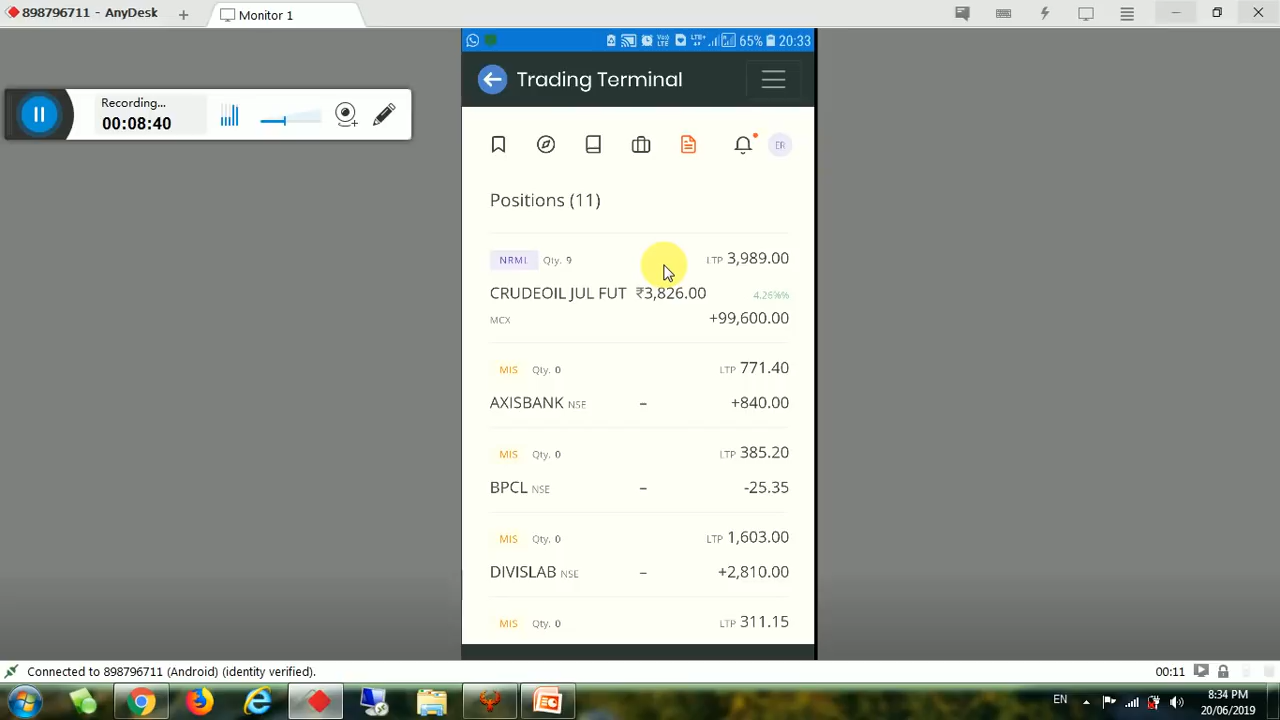 898796711 - AnyDesk
Monitor 1
Recording...
00:08:40
65% 20:33
Trading Terminal
ER
Positions (11)
NRML Qty. 9 LTP 3,989.00
CRUDEOIL JUL FUT ₹3,826.00 4.26%%
MCX +99,600.00
MIS Qty. 0 LTP 771.40
AXISBANK NSE – +840.00
MIS Qty. 0 LTP 385.20
BPCL NSE – -25.35
MIS Qty. 0 LTP 1,603.00
DIVISLAB NSE – +2,810.00
MIS Qty. 0 LTP 311.15
Connected to 898796711 (Android) (identity verified). 00:11
EN 8:34 PM
20/06/2019